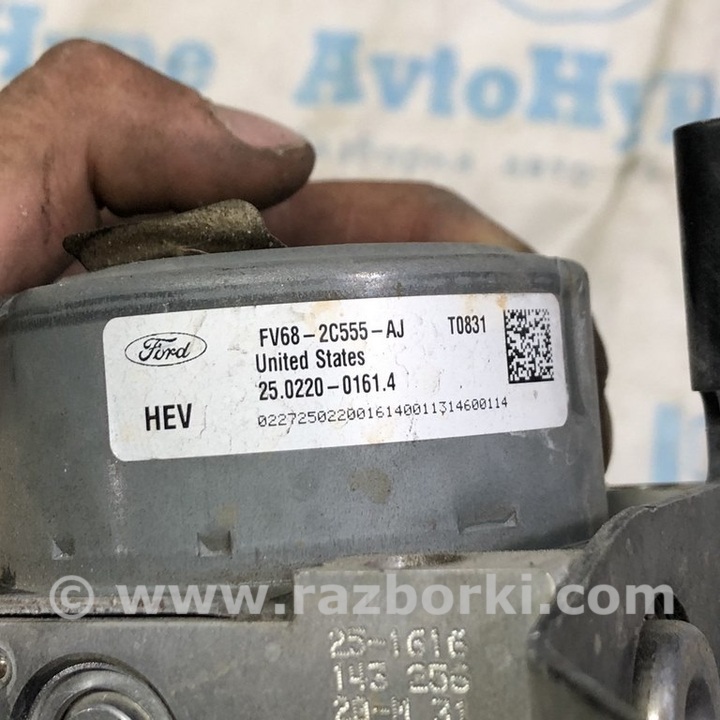 AvtoHy
Ford
FV68-2C555-AJ T0831
United States
25.0220-0161.4
HEV
0227250220016140011314600114
© www.razborki.com
25-1616
143 256